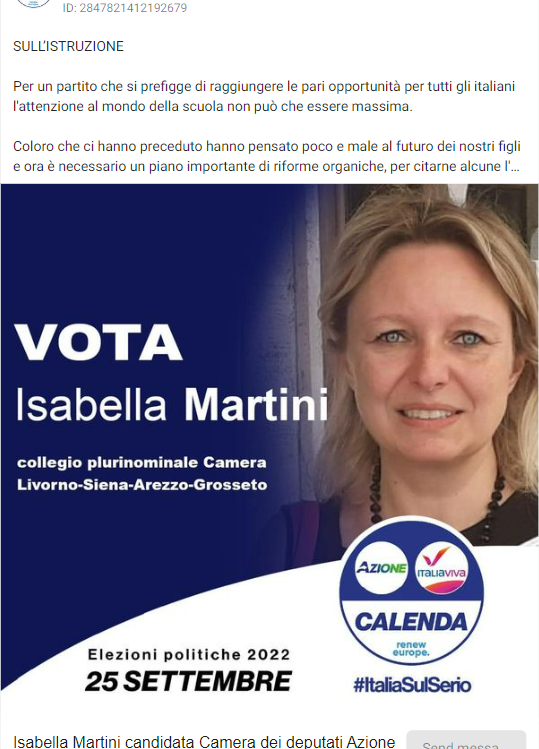 ID: 2847821412192679
SULL'ISTRUZIONE
Per un partito che si prefigge di raggiungere le pari opportunità per tutti gli italiani
l'attenzione al mondo della scuola non può che essere massima.
Coloro che ci hanno preceduto hanno pensato poco e male al futuro dei nostri figli
e ora è necessario un piano importante di riforme organiche, per citarne alcune l'...
VOTA
Isabella Martini
collegio plurinominale Camera
Livorno-Siena-Arezzo-Grosseto
AZIONE
ITALIAVIVA
CALENDA
renew
europe.
Elezioni politiche 2022
25 SETTEMBRE
#ItaliaSulSerio
Isabella Martini candidata Camera dei deputati Azione
Send messa